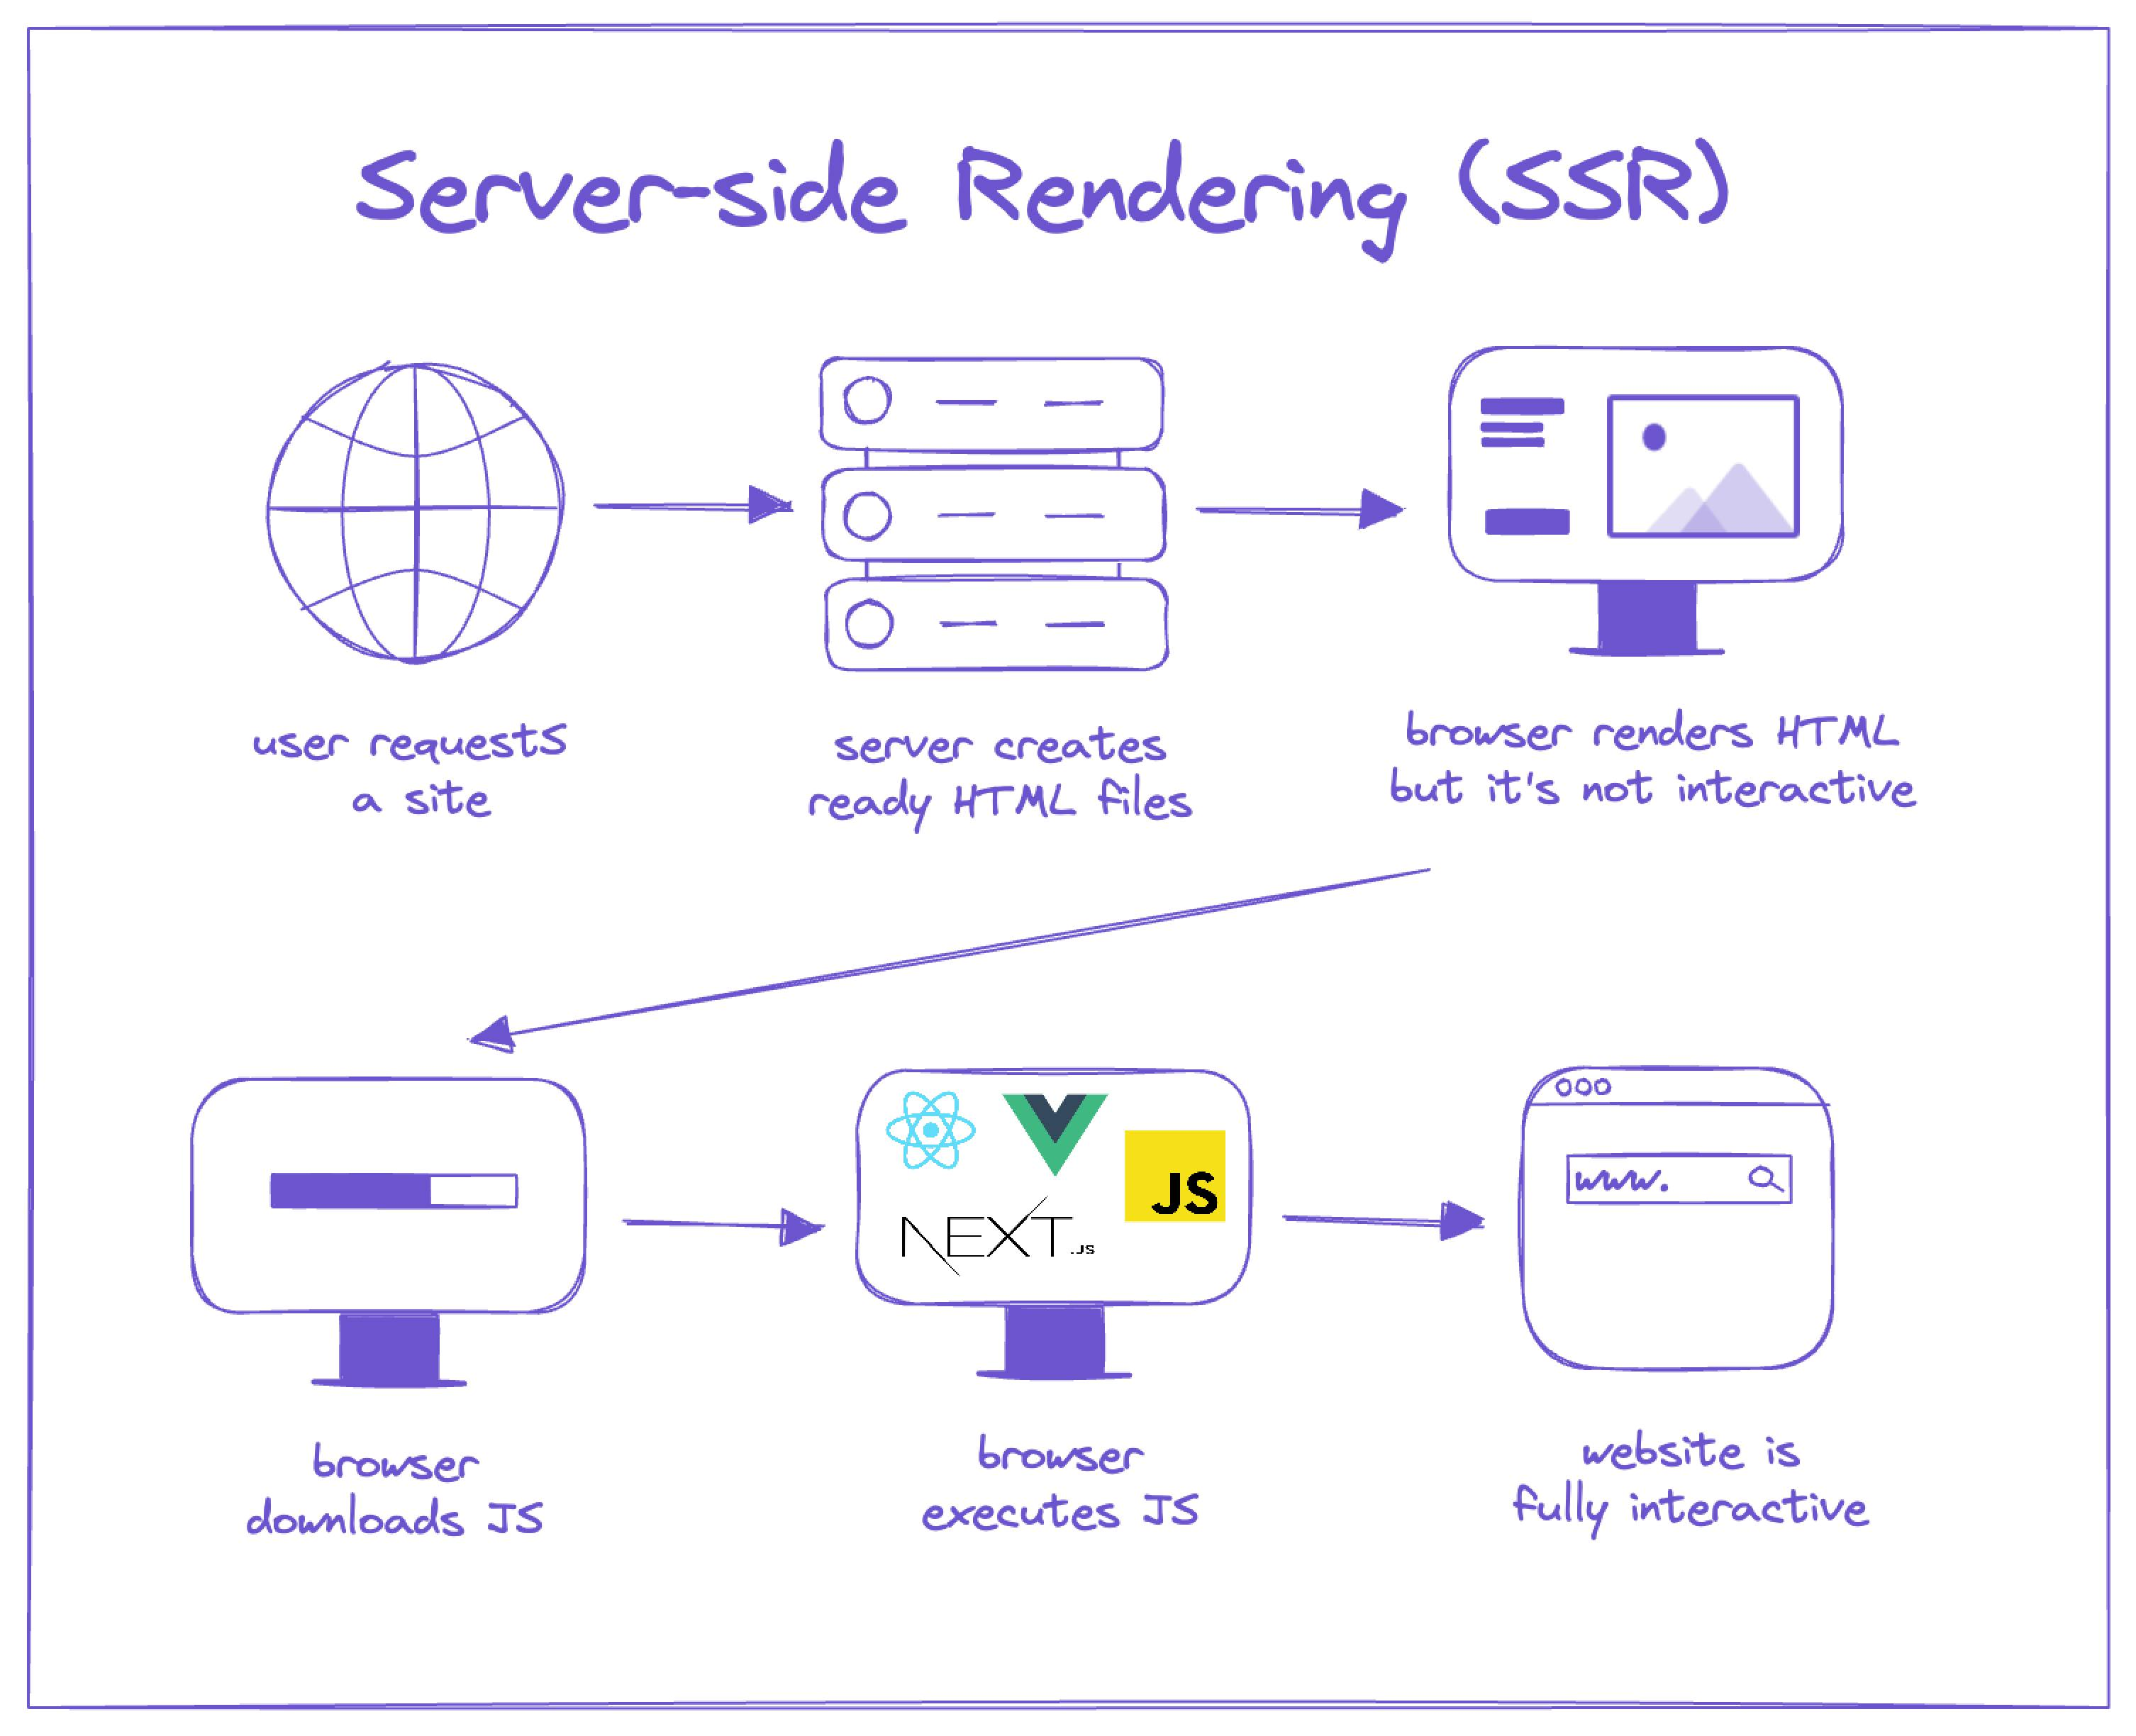 Server-side Rendering (SSR)
user requests
a site
server creates
ready HTML files
browser renders HTML
but it's not interactive
JS
NEXT.JS
www.
browser
downloads JS
browser
executes JS
website is
fully interactive